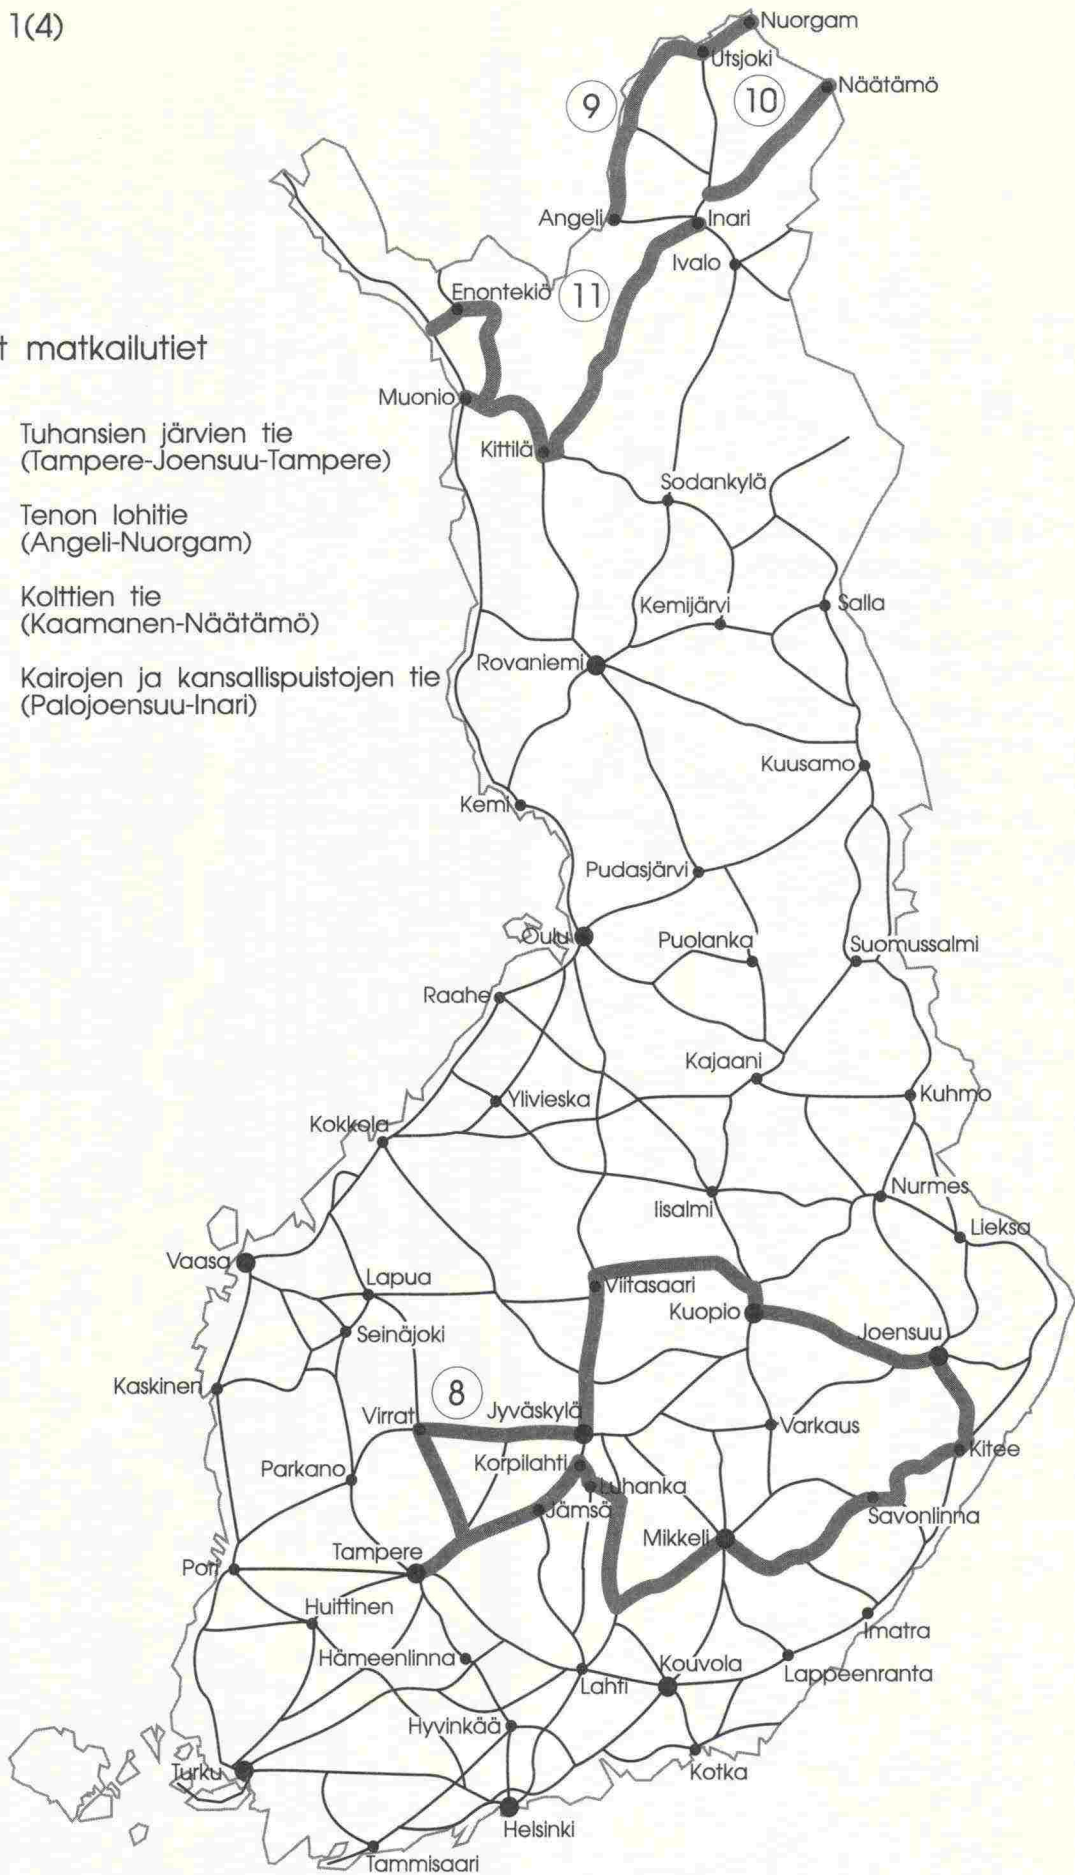 1(4)
Nuorgam
Utsjoki
10
Näätämö
9
Angeli
Inari
Ivalo
Enontekiö
11
t matkailutiet
Muonio
Tuhansien järvien tie
(Tampere-Joensuu-Tampere)
Kittilä
Sodankylä
Tenon lohitie
(Angeli-Nuorgam)
Kolttien tie
(Kaamanen-Näätämö)
Kemijärvi
Salla
Rovaniemi
Kairojen ja kansallispuistojen tie
(Palojoensuu-Inari)
Kuusamo
Kemi
Pudasjärvi
Oulu
Puolanka
Suomussalmi
Raahe
Kajaani
Ylivieska
Kuhmo
Kokkola
Nurmes
Iisalmi
Lieksa
Vaasa
Lapua
Viitasaari
Kuopio
Seinäjoki
Joensuu
Kaskinen
8
Virrat
Jyväskylä
Varkaus
Kitee
Parkano
Korpilahti
Luhanka
Jämsä
Savonlinna
Mikkeli
Tampere
Pori
Huittinen
Imatra
Hämeenlinna
Kouvola
Lappeenranta
Lahti
Hyvinkää
Turku
Kotka
Helsinki
Tammisaari